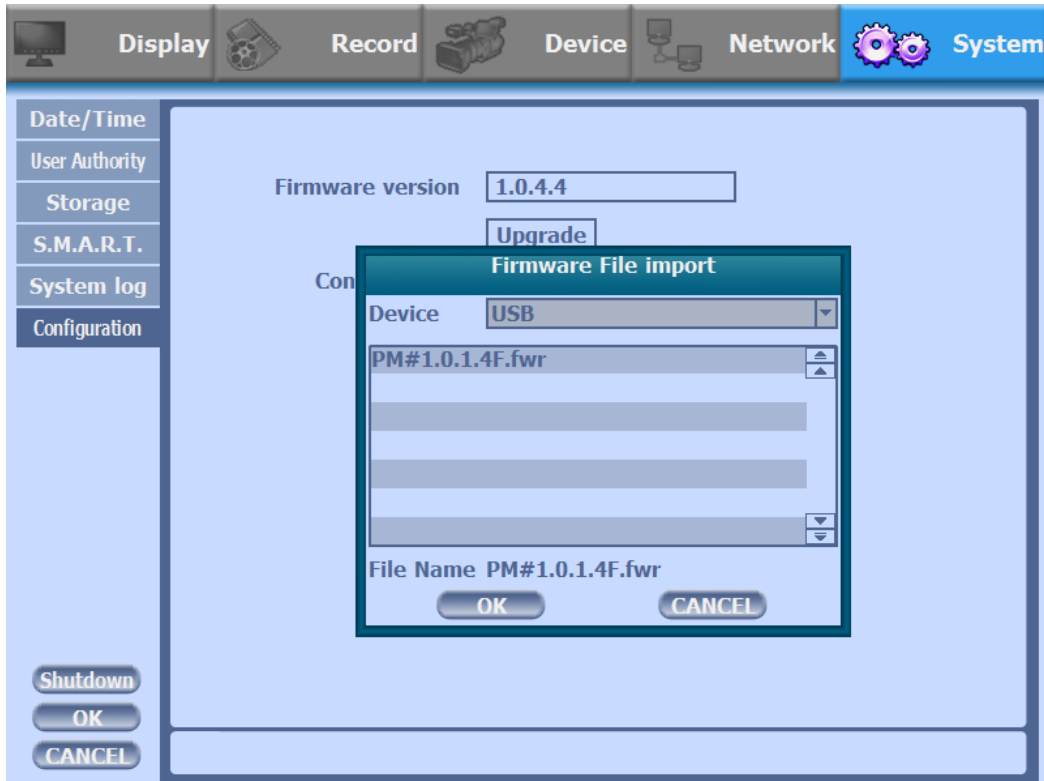 Display Record Device Network System
Date/Time
User Authority
Storage
S.M.A.R.T.
System log
Configuration
Firmware version 1.0.4.4
Upgrade
Con
Firmware File import
Device USB
PM#1.0.1.4F.fwr
File Name PM#1.0.1.4F.fwr
OK CANCEL
Shutdown
OK
CANCEL